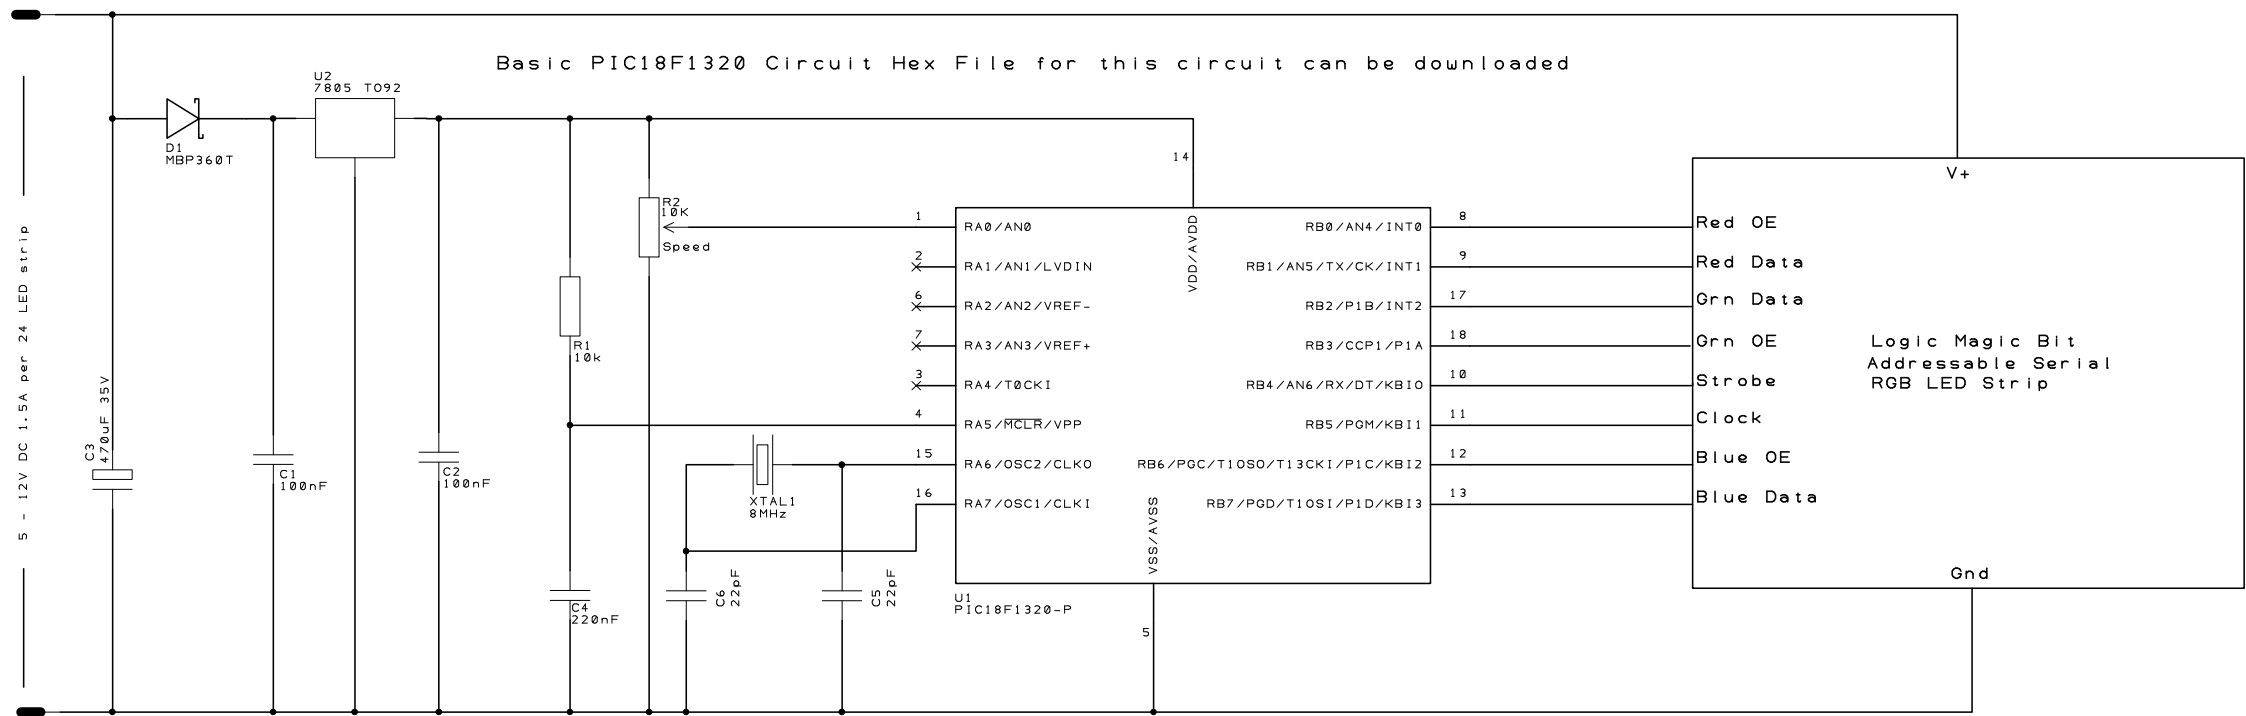 Basic PIC18F1320 Circuit Hex File for this circuit can be downloaded
5 - 12V DC 1.5A per 24 LED strip
U2
7805 TO92
D1
MBP360T
C3
470uF 35V
C1
100nF
C2
100nF
R2
10K
Speed
R1
10k
C4
220nF
XTAL1
8MHz
C6
22pF
C5
22pF
1
2
6
7
3
4
15
16
RA0/AN0
RA1/AN1/LVDIN
RA2/AN2/VREF-
RA3/AN3/VREF+
RA4/T0CKI
RA5/MCLR/VPP
RA6/OSC2/CLKO
RA7/OSC1/CLKI
14
VDD/AVDD
VSS/AVSS
5
U1
PIC18F1320-P
RB0/AN4/INT0
RB1/AN5/TX/CK/INT1
RB2/P1B/INT2
RB3/CCP1/P1A
RB4/AN6/RX/DT/KBI0
RB5/PGM/KBI1
RB6/PGC/T1OSO/T13CKI/P1C/KBI2
RB7/PGD/T1OSI/P1D/KBI3
8
9
17
18
10
11
12
13
V+
Red OE
Red Data
Grn Data
Grn OE
Strobe
Clock
Blue OE
Blue Data
Logic Magic Bit
Addressable Serial
RGB LED Strip
Gnd